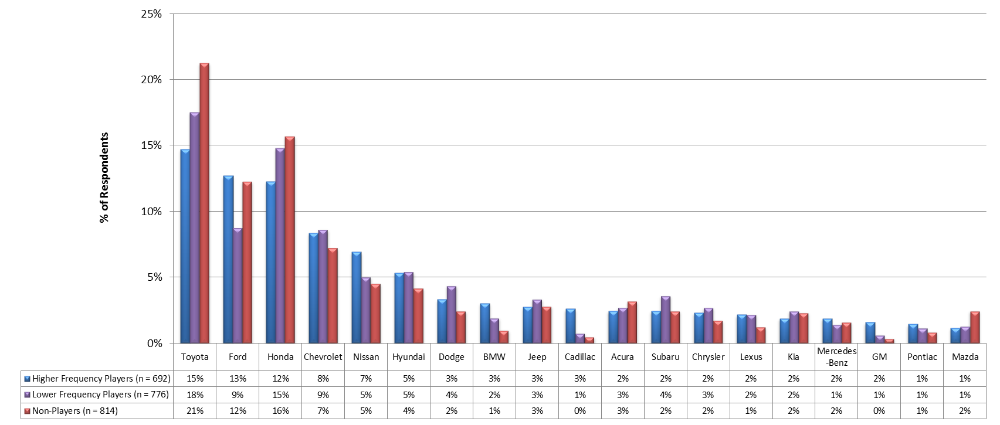 25%
20%
15%
10%
5%
0%
% of Respondents
Toyota Ford Honda Chevrolet Nissan Hyundai Dodge BMW Jeep Cadillac Acura Subaru Chrysler Lexus Kia Mercedes-Benz GM Pontiac Mazda
Higher Frequency Players (n = 692) 15% 13% 12% 8% 7% 5% 3% 3% 3% 3% 2% 2% 2% 2% 2% 2% 2% 1% 1%
Lower Frequency Players (n = 776) 18% 9% 15% 9% 5% 5% 4% 2% 3% 1% 3% 4% 3% 2% 2% 1% 1% 1% 1%
Non-Players (n = 814) 21% 12% 16% 7% 5% 4% 2% 1% 3% 0% 3% 2% 2% 1% 2% 2% 0% 1% 2%